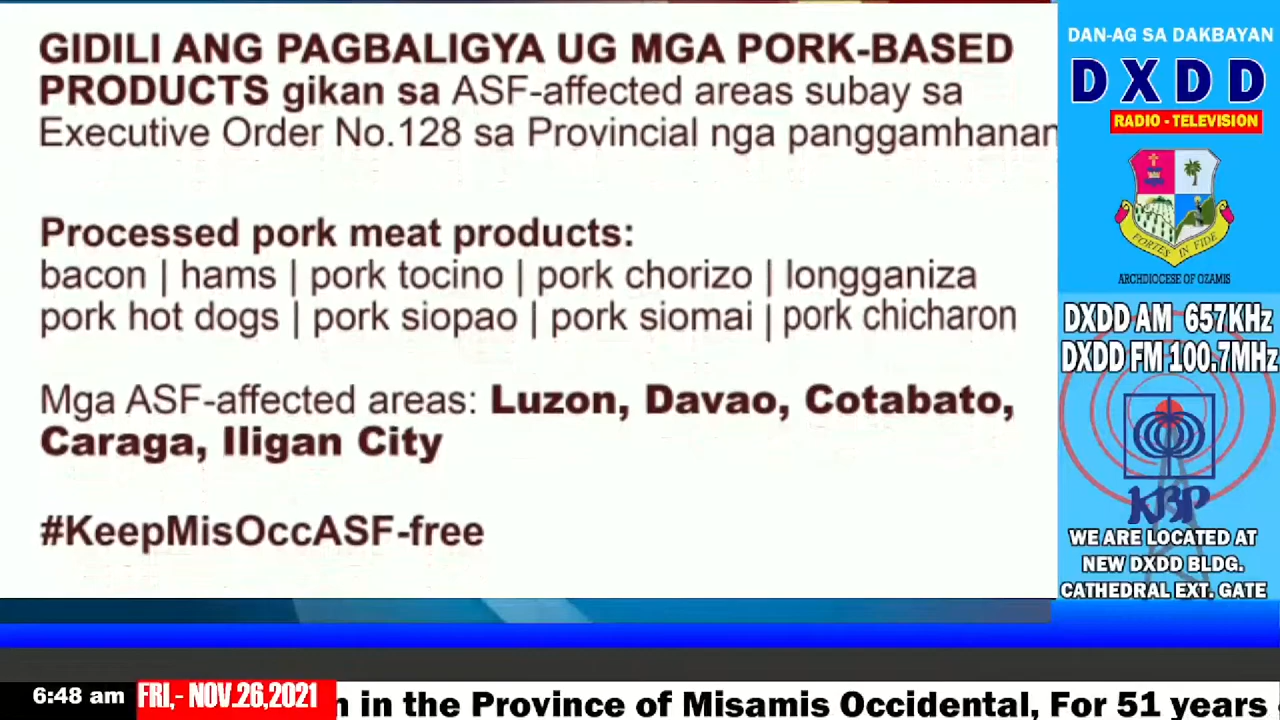 GIDILI ANG PAGBALIGYA UG MGA PORK-BASED
PRODUCTS gikan sa ASF-affected areas subay sa
Executive Order No.128 sa Provincial nga panggamhanan
Processed pork meat products:
bacon | hams | pork tocino | pork chorizo | longganiza
pork hot dogs | pork siopao | pork siomai | pork chicharon
Mga ASF-affected areas: Luzon, Davao, Cotabato,
Caraga, Iligan City
#KeepMisOccASF-free
DAN-AG SA DAKBAYAN
DXDD
RADIO - TELEVISION
FORTES IN FIDE
ARCHDIOCESE OF OZAMIS
DXDD AM 657KHz
DXDD FM 100.7MHz
KBP
WE ARE LOCATED AT
NEW DXDD BLDG.
CATHEDRAL EXT. GATE
6:48 am FRI,- NOV.26,2021 n in the Province of Misamis Occidental, For 51 years